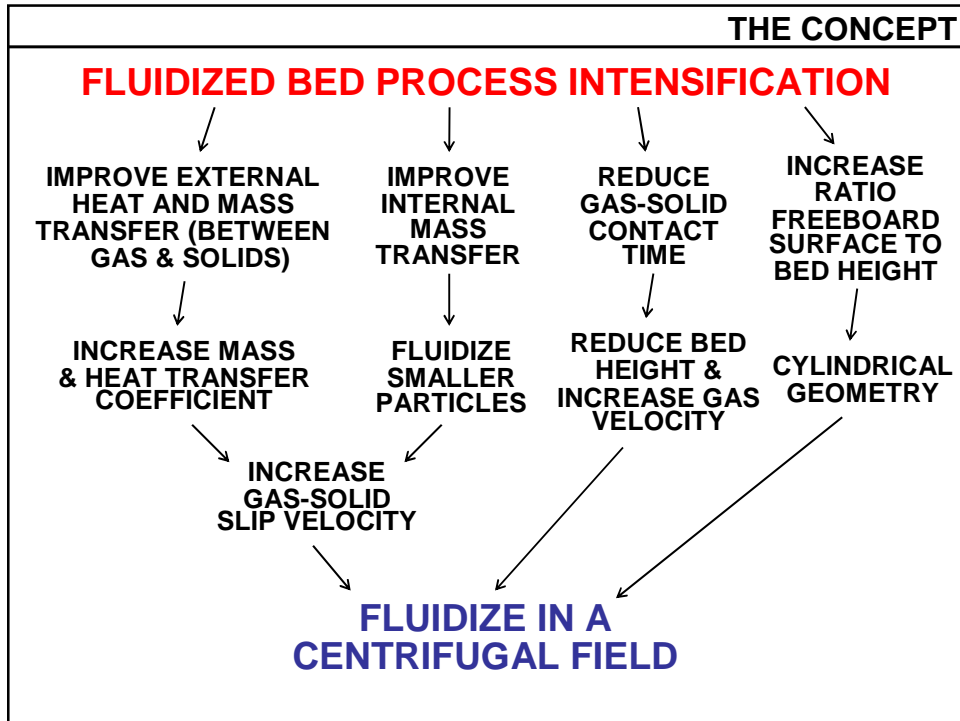 THE CONCEPT
FLUIDIZED BED PROCESS INTENSIFICATION
IMPROVE EXTERNAL
HEAT AND MASS
TRANSFER (BETWEEN
GAS & SOLIDS)
IMPROVE
INTERNAL
MASS
TRANSFER
REDUCE
GAS-SOLID
CONTACT
TIME
INCREASE
RATIO
FREEBOARD
SURFACE TO
BED HEIGHT
INCREASE MASS
& HEAT TRANSFER
COEFFICIENT
FLUIDIZE
SMALLER
PARTICLES
REDUCE BED
HEIGHT &
INCREASE GAS
VELOCITY
CYLINDRICAL
GEOMETRY
INCREASE
GAS-SOLID
SLIP VELOCITY
FLUIDIZE IN A
CENTRIFUGAL FIELD